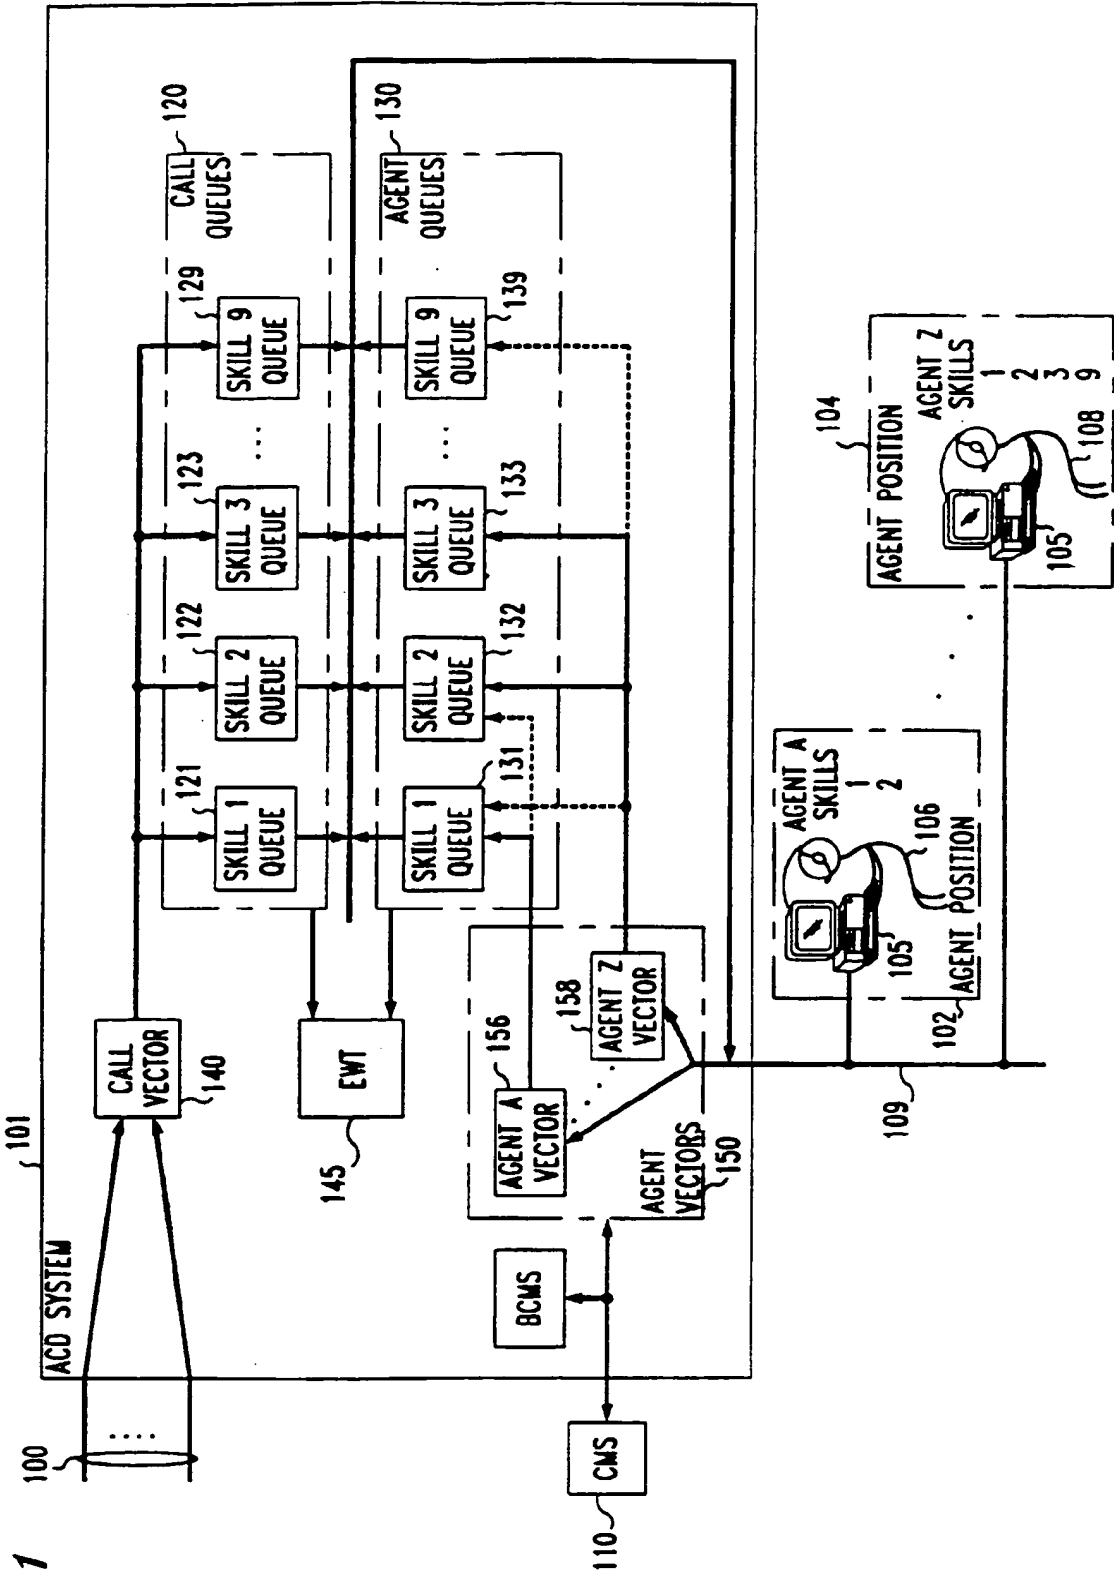 1
100
ACD SYSTEM
101
CALL
VECTOR
140
120
CALL
QUEUES
121
SKILL 1
QUEUE
122
SKILL 2
QUEUE
123
SKILL 3
QUEUE
. . .
129
SKILL 9
QUEUE
EWT
145
130
AGENT
QUEUES
SKILL 1
QUEUE
131
SKILL 2
QUEUE
132
SKILL 3
QUEUE
133
. . .
SKILL 9
QUEUE
139
CMS
110
BCMS
AGENT
VECTORS
150
AGENT A
VECTOR
156
AGENT Z
VECTOR
158
109
102
AGENT POSITION
105
106
AGENT A
SKILLS
1
2
104
AGENT POSITION
105
108
AGENT Z
SKILLS
1
2
3
9